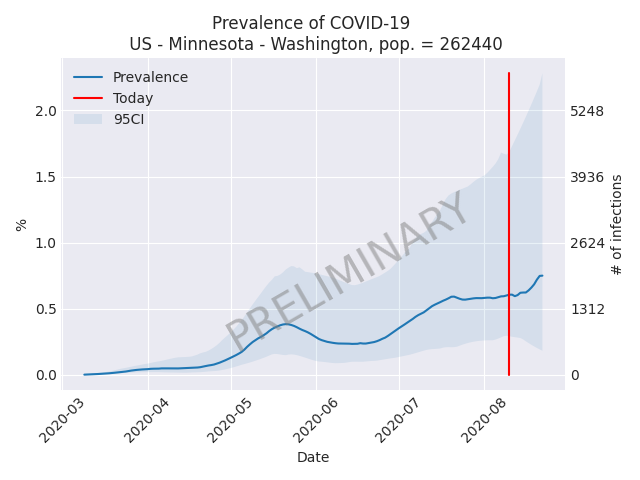 Prevalence of COVID-19
US - Minnesota - Washington, pop. = 262440
Prevalence
Today
95CI
PRELIMINARY
%
2.0
1.5
1.0
0.5
0.0
5248
3936
2624
1312
0
# of infections
2020-03
2020-04
2020-05
2020-06
2020-07
2020-08
Date